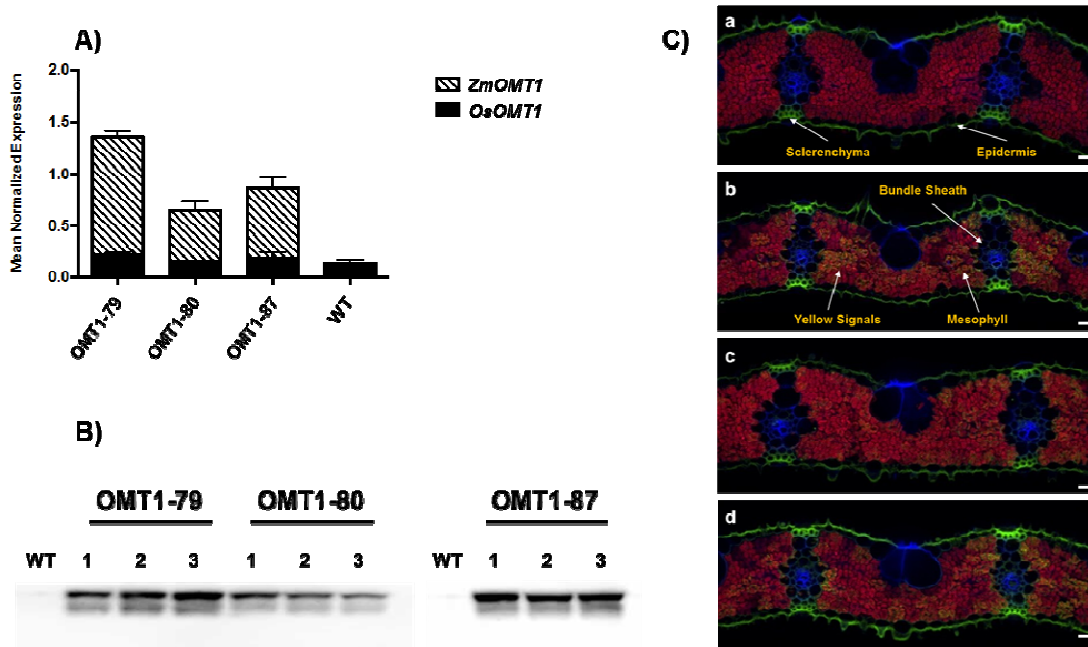 A)
Mean Normalized Expression
2.0
1.5
1.0
0.5
0.0
ZmOMT1
OsOMT1
OMT1-79
OMT1-80
OMT1-87
WT
B)
OMT1-79
OMT1-80
OMT1-87
WT 1 2 3 1 2 3 WT 1 2 3
C)
a
Sclerenchyma
Epidermis
b
Bundle Sheath
Yellow Signals
Mesophyll
c
d